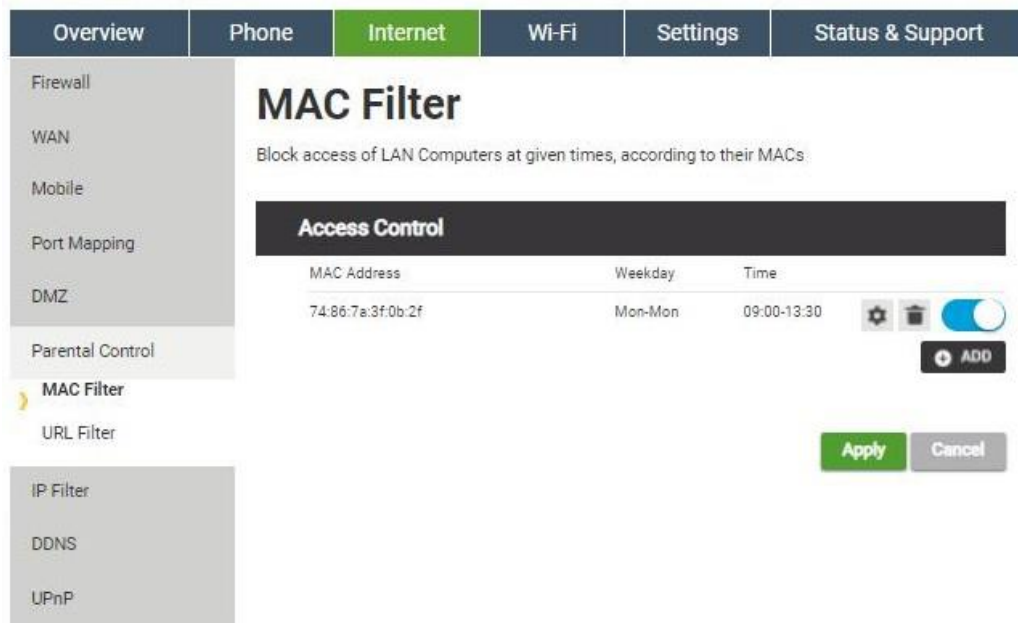 Overview Phone Internet Wi-Fi Settings Status & Support
Firewall
WAN
Mobile
Port Mapping
DMZ
Parental Control
MAC Filter
URL Filter
IP Filter
DDNS
UPnP
MAC Filter
Block access of LAN Computers at given times, according to their MACs
Access Control
MAC Address Weekday Time
74:86:7a:3f:0b:2f Mon-Mon 09:00-13:30
ADD
Apply Cancel